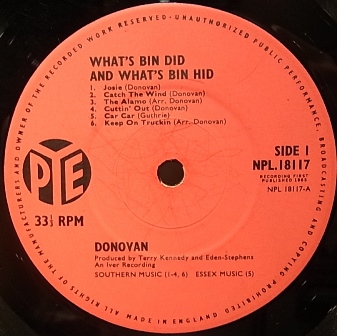 ALL RIGHTS OF THE MANUFACTURERS AND OWNER OF THE RECORDED WORK RESERVED-UNAUTHORIZED PUBLIC PERFORMANCE, BROADCASTING AND COPYING PROHIBITED
WHAT'S BIN DID
AND WHAT'S BIN HID
1. Josie (Donovan)
2. Catch The Wind (Donovan)
3. The Alamo (Arr. Donovan)
4. Cuttin' Out (Donovan)
5. Car Car (Guthrie)
6. Keep On Truckin (Arr. Donovan)
PYE
33⅓ RPM
SIDE 1
NPL.18117
RECORDING FIRST
PUBLISHED 1965
NPL 18117-A
DONOVAN
Produced by Terry Kennedy and Eden-Stephens
An Iver Recording
SOUTHERN MUSIC (1-4, 6) ESSEX MUSIC (5)
MADE IN ENGLAND